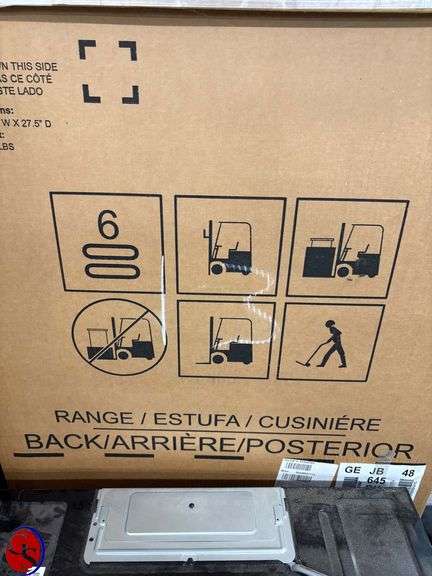 N THIS SIDE
AS CE CÔTÉ
STE LADO
ns:
W X 27.5" D
:
LBS
6
RANGE / ESTUFA / CUSINIÉRE
BACK/ARRIÈRE/POSTERIOR
GE JB 48
645